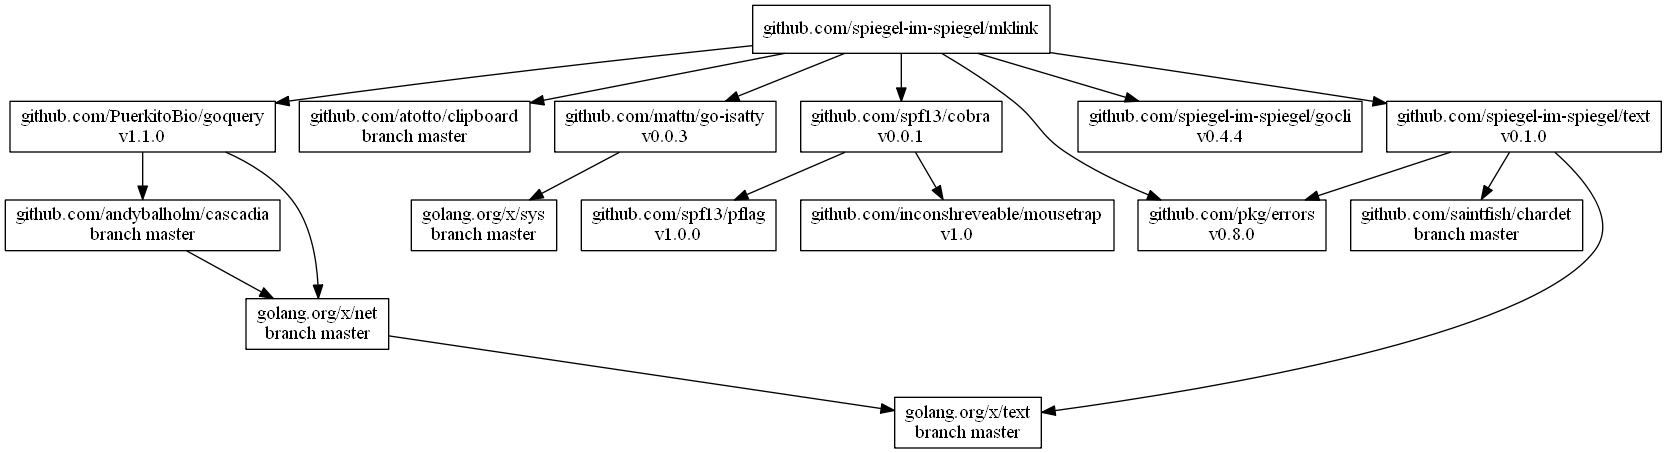 github.com/spiegel-im-spiegel/mklink
github.com/PuerkitoBio/goquery
v1.1.0
github.com/atotto/clipboard
branch master
github.com/mattn/go-isatty
v0.0.3
github.com/spf13/cobra
v0.0.1
github.com/spiegel-im-spiegel/gocli
v0.4.4
github.com/spiegel-im-spiegel/text
v0.1.0
github.com/andybalholm/cascadia
branch master
golang.org/x/sys
branch master
github.com/spf13/pflag
v1.0.0
github.com/inconshreveable/mousetrap
v1.0
github.com/pkg/errors
v0.8.0
github.com/saintfish/chardet
branch master
golang.org/x/net
branch master
golang.org/x/text
branch master